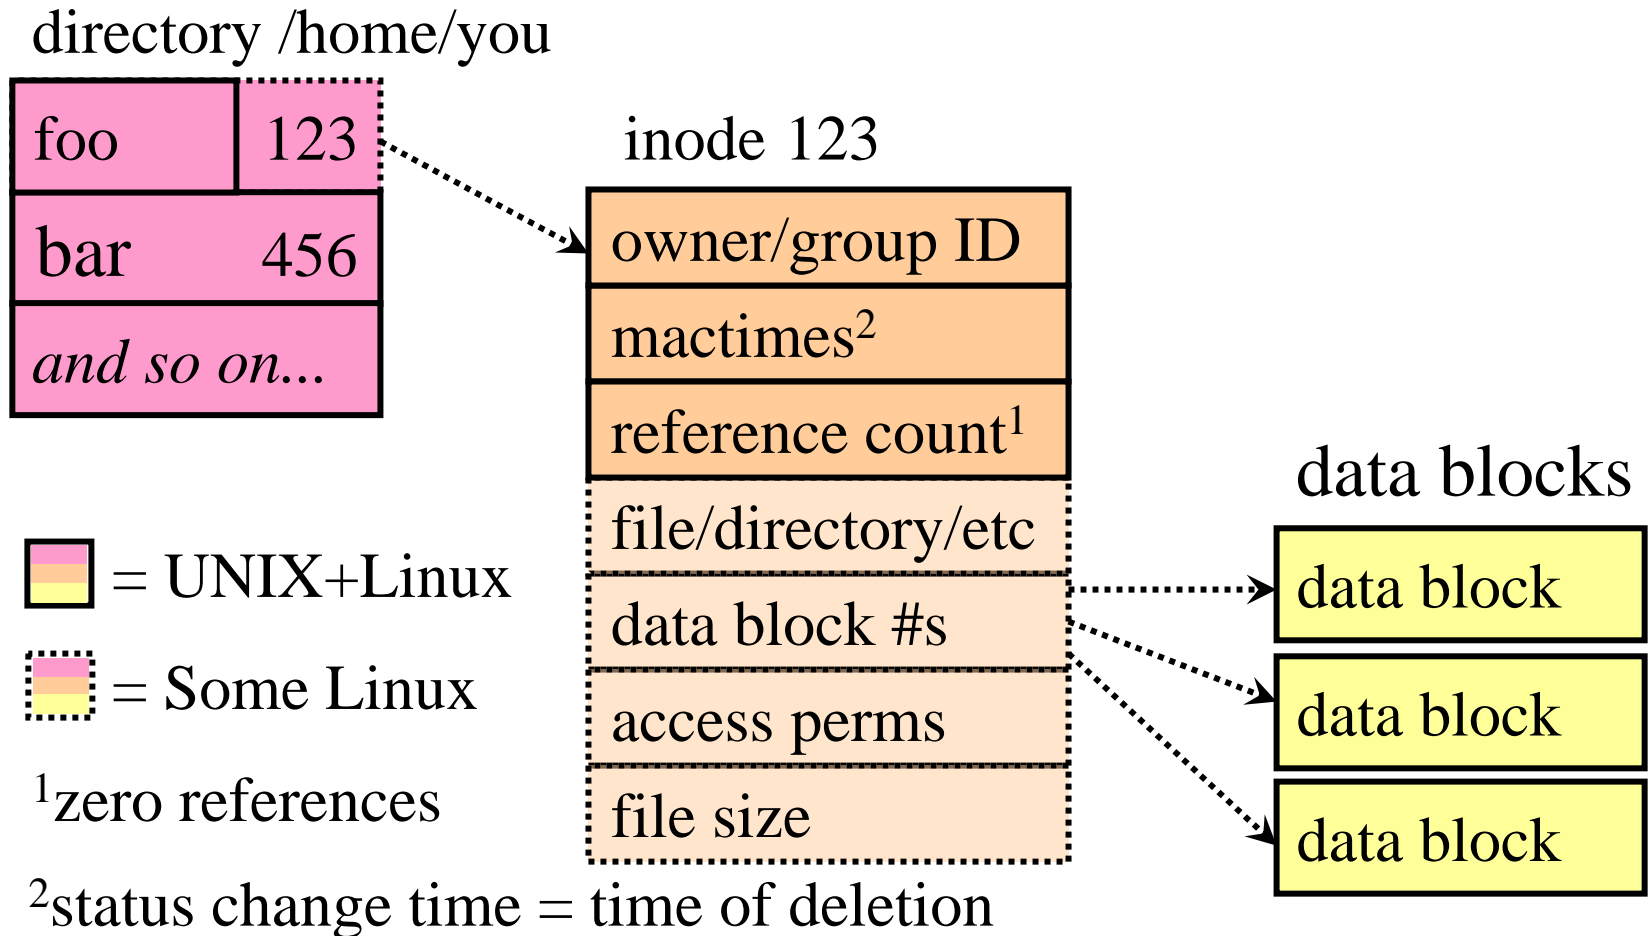 directory /home/you
foo 123
bar 456
and so on...
inode 123
owner/group ID
mactimes²
reference count¹
file/directory/etc
data block #s
access perms
file size
data blocks
data block
data block
data block
= UNIX+Linux
= Some Linux
¹zero references
²status change time = time of deletion